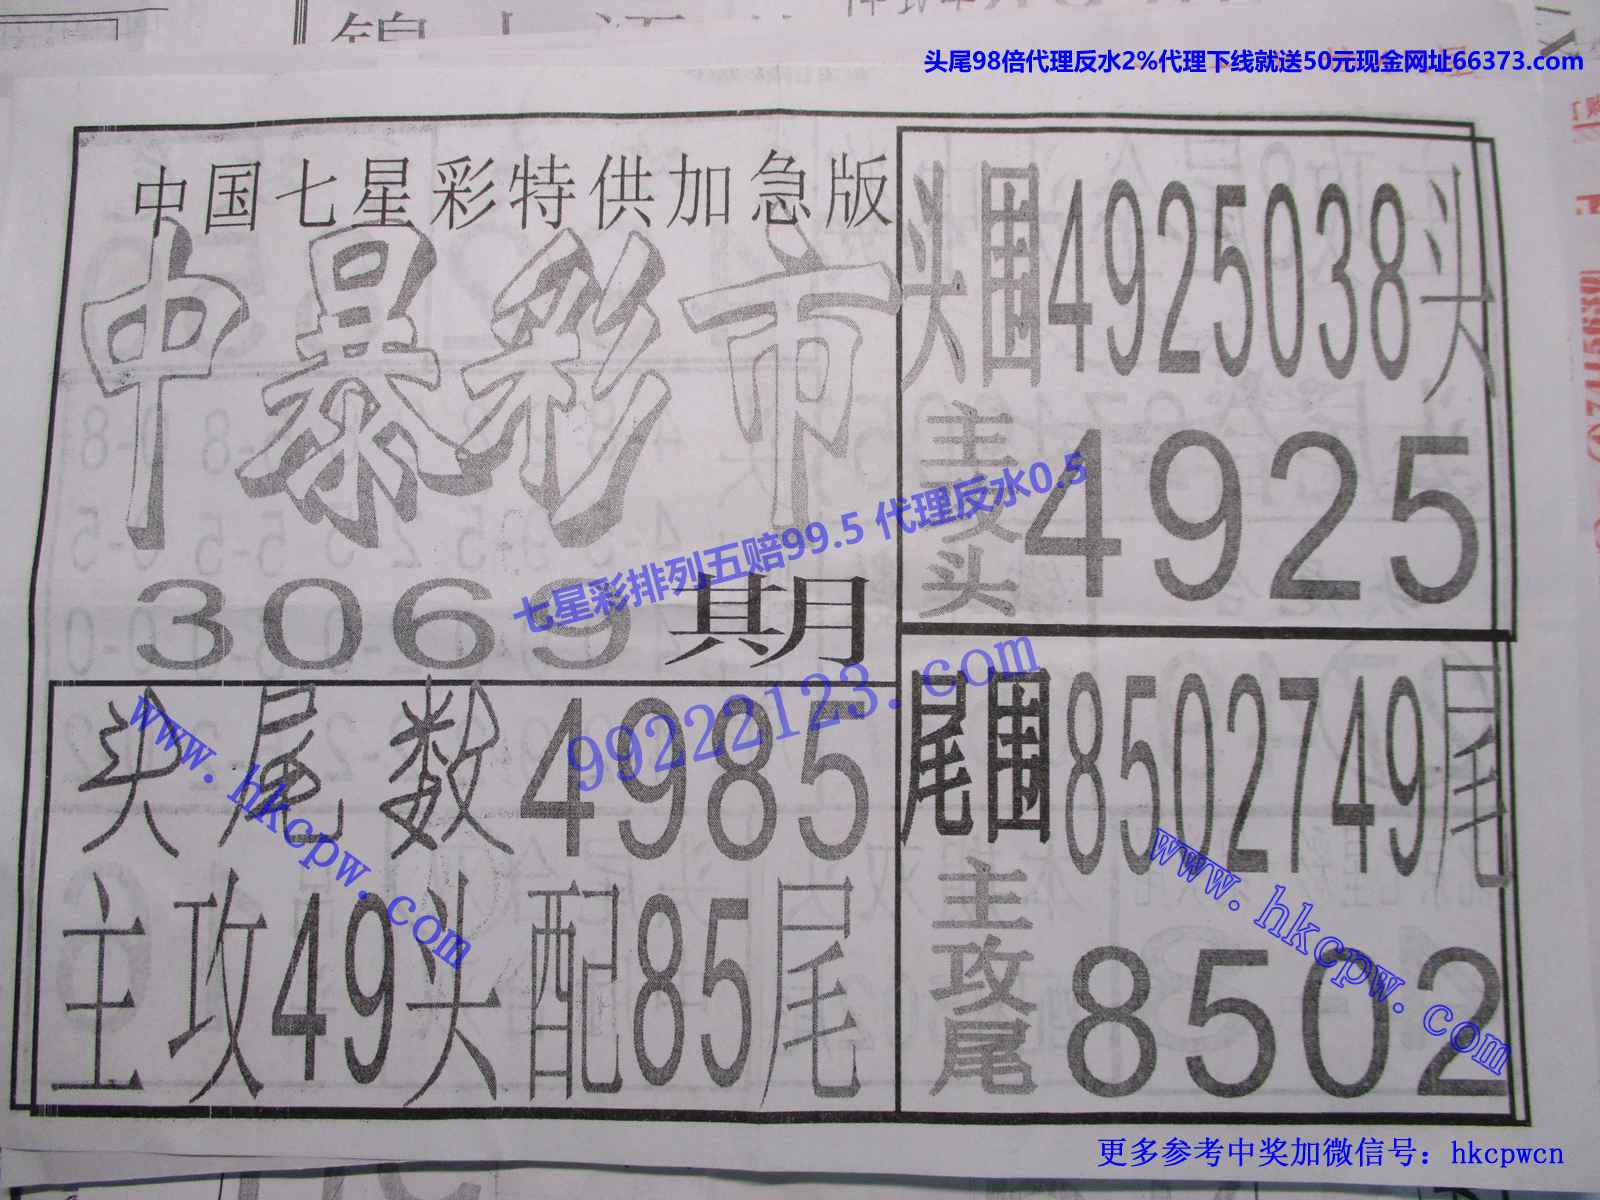 头尾98倍代理反水2%代理下线就送50元现金网址66373.com
中国七星彩特供加急版
中暴彩市
3069期
七星彩排列五赔99.5 代理反水0.5
99222123.com
头尾数4985
主攻49头配85尾
www.hkcpw.com
头围4925038头
主攻头4925
尾围8502749尾
主攻尾8502
www.hkcpw.com
更多参考中奖加微信号：hkcpwcn